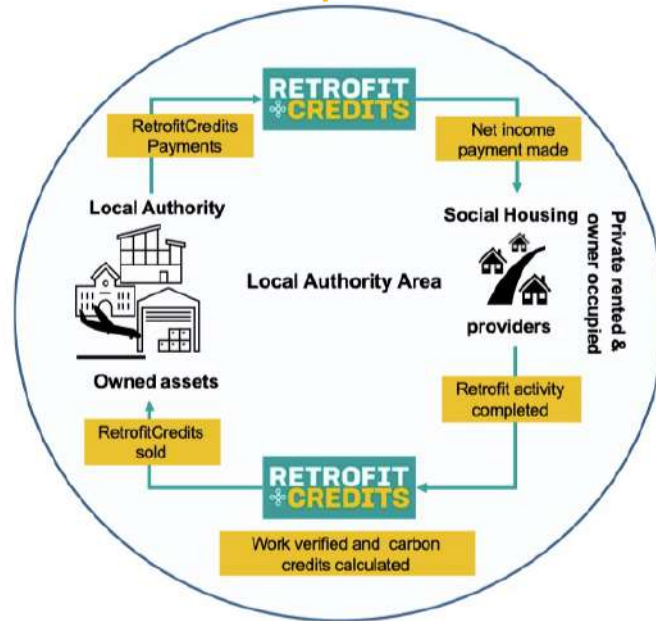 RETROFIT
CREDITS
RetrofitCredits
Payments
Net income
payment made
Local Authority
Social Housing
Private rented &
owner occupied
Local Authority Area
providers
Owned assets
Retrofit activity
completed
RetrofitCredits
sold
RETROFIT
CREDITS
Work verified and carbon
credits calculated